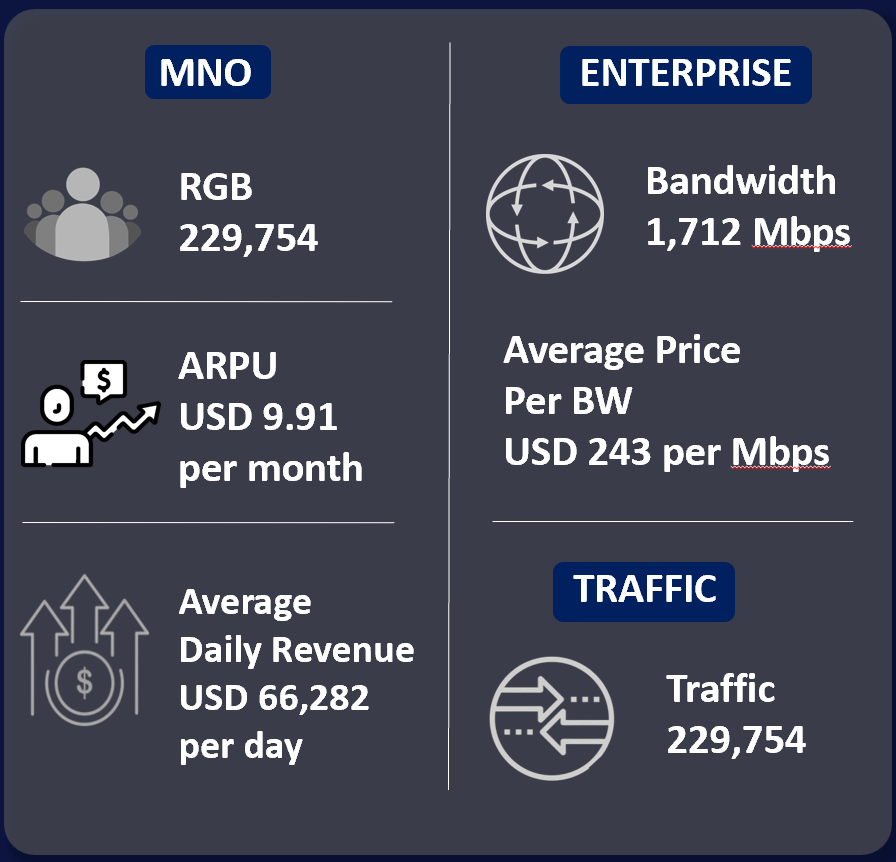 MNO
RGB
229,754
ARPU
USD 9.91
per month
Average
Daily Revenue
USD 66,282
per day
ENTERPRISE
Bandwidth
1,712 Mbps
Average Price
Per BW
USD 243 per Mbps
TRAFFIC
Traffic
229,754
$
$